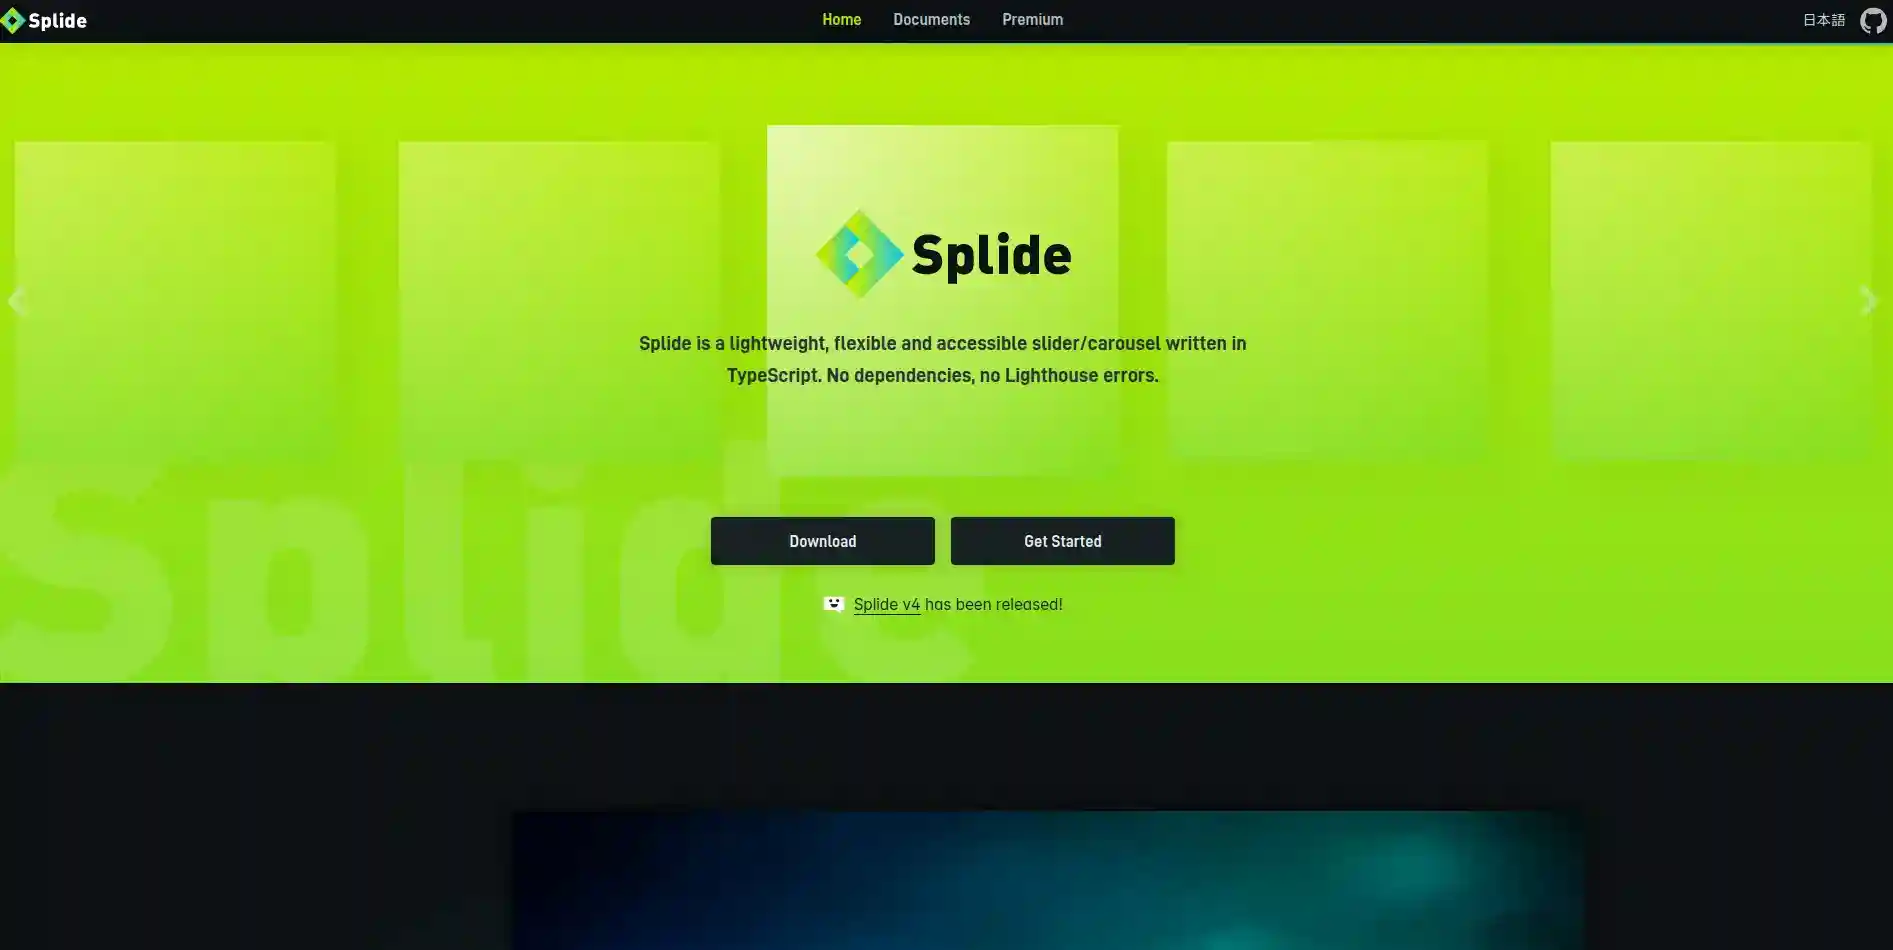 Splide
Home
Documents
Premium
日本語
Splide
Splide is a lightweight, flexible and accessible slider/carousel written in
TypeScript. No dependencies, no Lighthouse errors.
Splide
Download
Get Started
Splide v4 has been released!